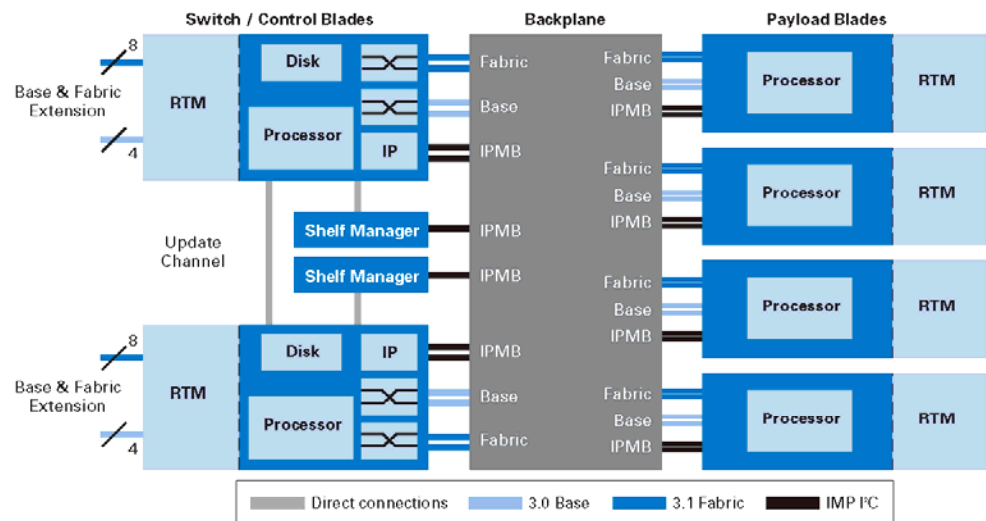 Switch / Control Blades
Backplane
Payload Blades
8
Base & Fabric
Extension
4
RTM
Disk
Processor
IP
Fabric
Base
IPMB
Update
Channel
Shelf Manager
IPMB
Shelf Manager
IPMB
8
Base & Fabric
Extension
4
RTM
Disk
IP
Processor
IPMB
Base
Fabric
Fabric
Base
IPMB
Processor
RTM
Fabric
Base
IPMB
Processor
RTM
Fabric
Base
IPMB
Processor
RTM
Fabric
Base
IPMB
Processor
RTM
Direct connections
3.0 Base
3.1 Fabric
IMP I²C